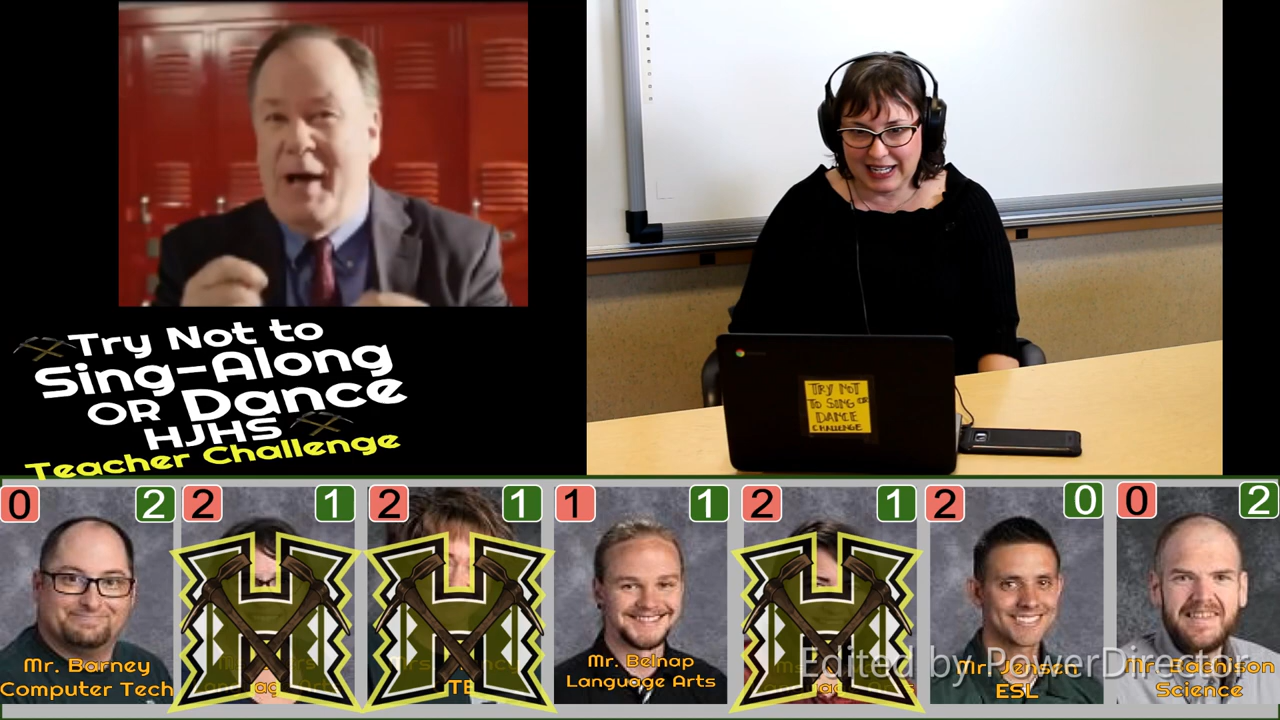 Try Not to
Sing-Along
OR Dance
HJHS
Teacher Challenge
TRY NOT
TO SING OR
DANCE
CHALLENGE
0 2
2 1
2 1
1 1
2 1
2 0
0 2
Mr. Barney
Computer Tech
Mr. Belnap
Language Arts
Mr. Jensen
ESL
Science
Edited by PowerDirector